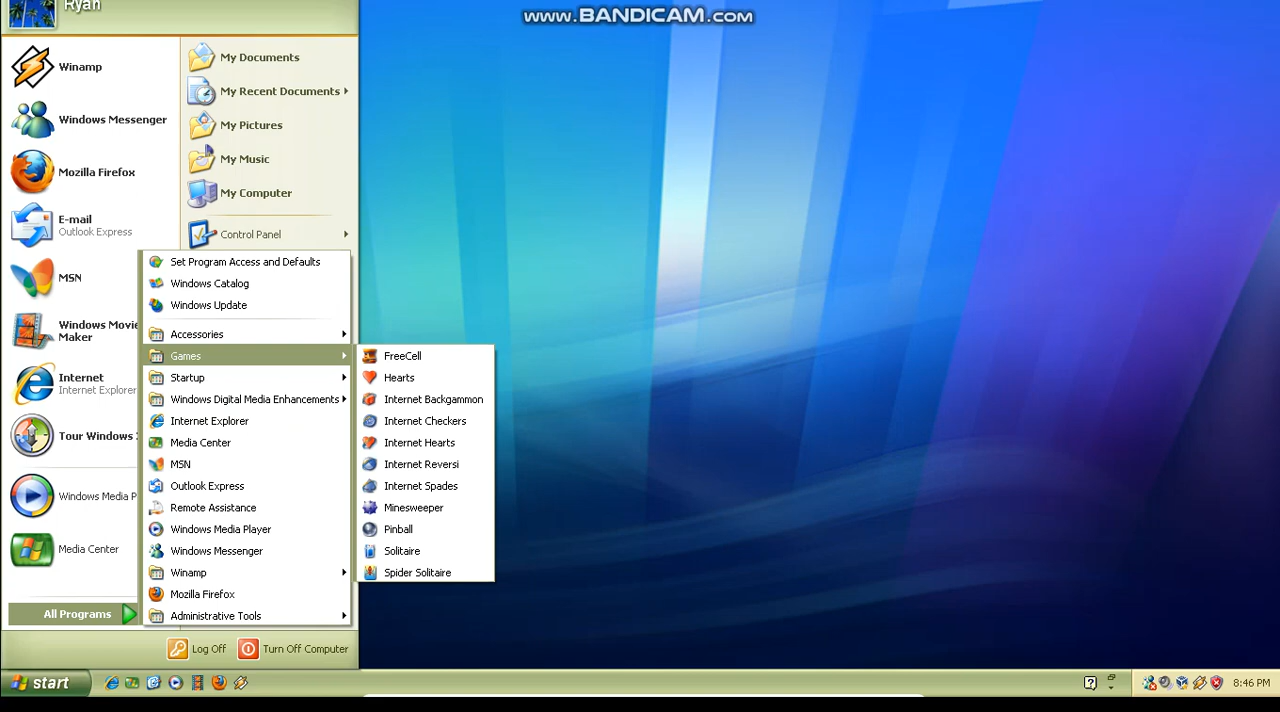 Ryan
www.BANDICAM.com
Winamp
Windows Messenger
Mozilla Firefox
E-mail
Outlook Express
MSN
Windows Movie
Maker
Internet
Internet Explorer
Tour Windows
Windows Media P
Media Center
All Programs
My Documents
My Recent Documents
My Pictures
My Music
My Computer
Control Panel
Set Program Access and Defaults
Windows Catalog
Windows Update
Accessories
Games
Startup
Windows Digital Media Enhancements
Internet Explorer
Media Center
MSN
Outlook Express
Remote Assistance
Windows Media Player
Windows Messenger
Winamp
Mozilla Firefox
Administrative Tools
FreeCell
Hearts
Internet Backgammon
Internet Checkers
Internet Hearts
Internet Reversi
Internet Spades
Minesweeper
Pinball
Solitaire
Spider Solitaire
Log Off
Turn Off Computer
start
8:46 PM